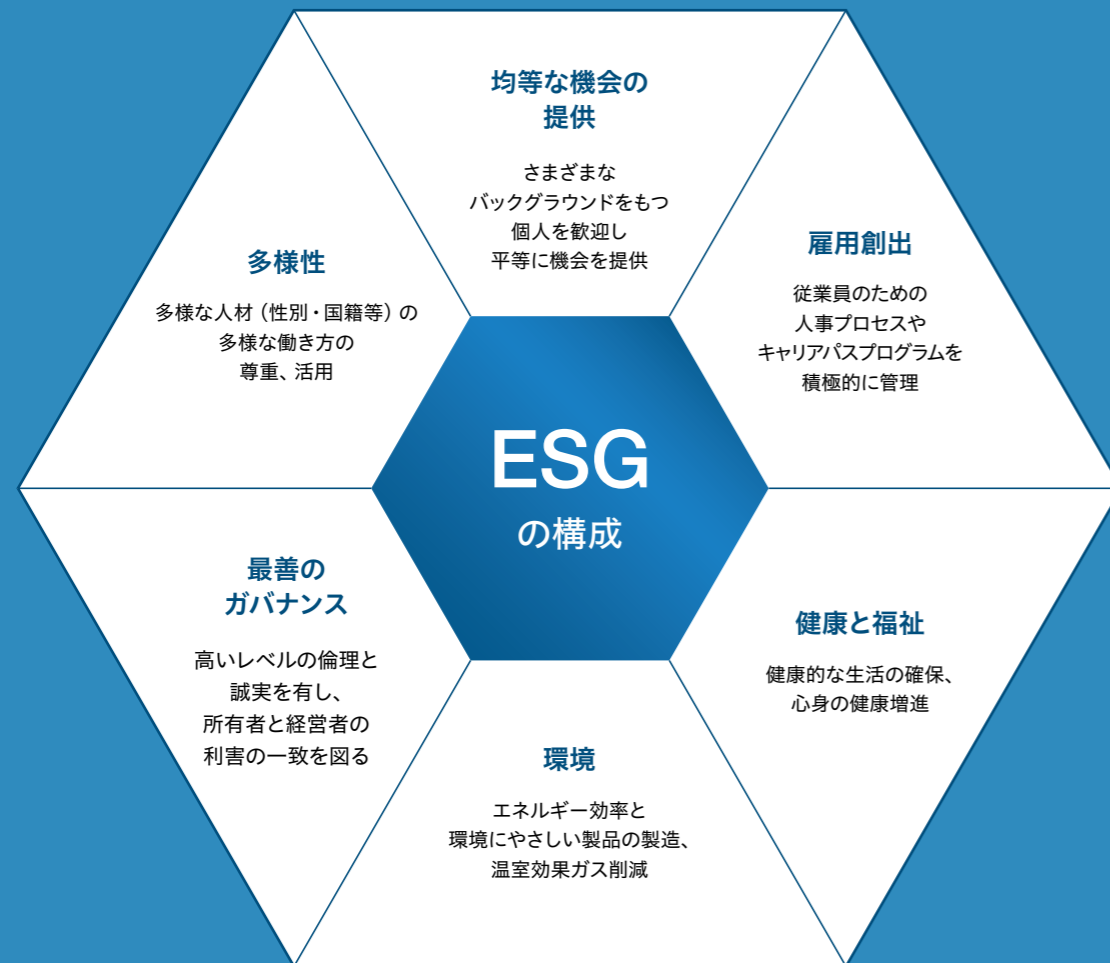 均等な機会の
提供
さまざまな
バックグラウンドをもつ
個人を歓迎し
平等に機会を提供
雇用創出
従業員のための
人事プロセスや
キャリアパスプログラムを
積極的に管理
多様性
多様な人材（性別・国籍等）の
多様な働き方の
尊重、活用
ESG
の構成
最善の
ガバナンス
高いレベルの倫理と
誠実を有し、
所有者と経営者の
利害の一致を図る
健康と福祉
健康的な生活の確保、
心身の健康増進
環境
エネルギー効率と
環境にやさしい製品の製造、
温室効果ガス削減